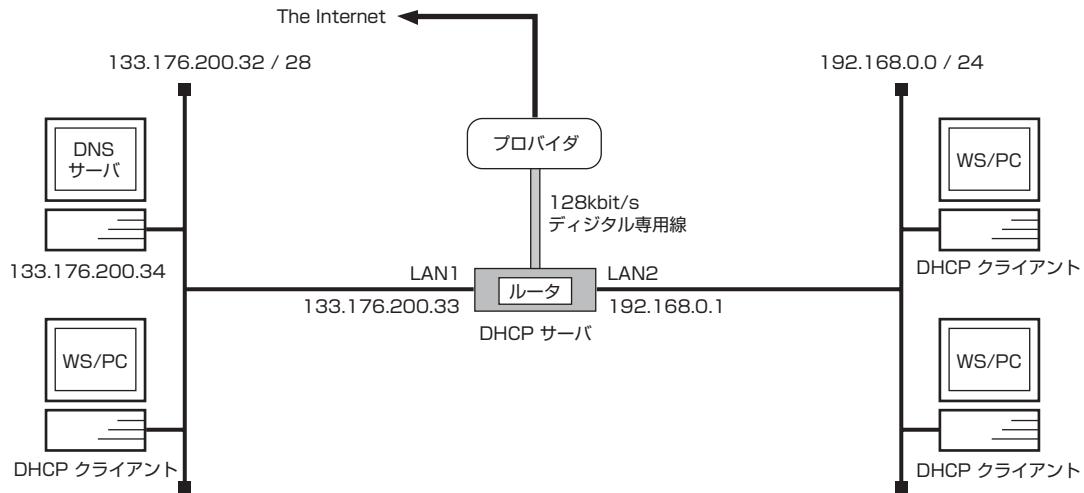 The Internet
133.176.200.32 / 28
192.168.0.0 / 24
DNS
サーバ
プロバイダ
WS/PC
128kbit/s
ディジタル専用線
133.176.200.34
DHCP クライアント
LAN1
LAN2
ルータ
133.176.200.33
192.168.0.1
DHCP サーバ
WS/PC
WS/PC
DHCP クライアント
DHCP クライアント